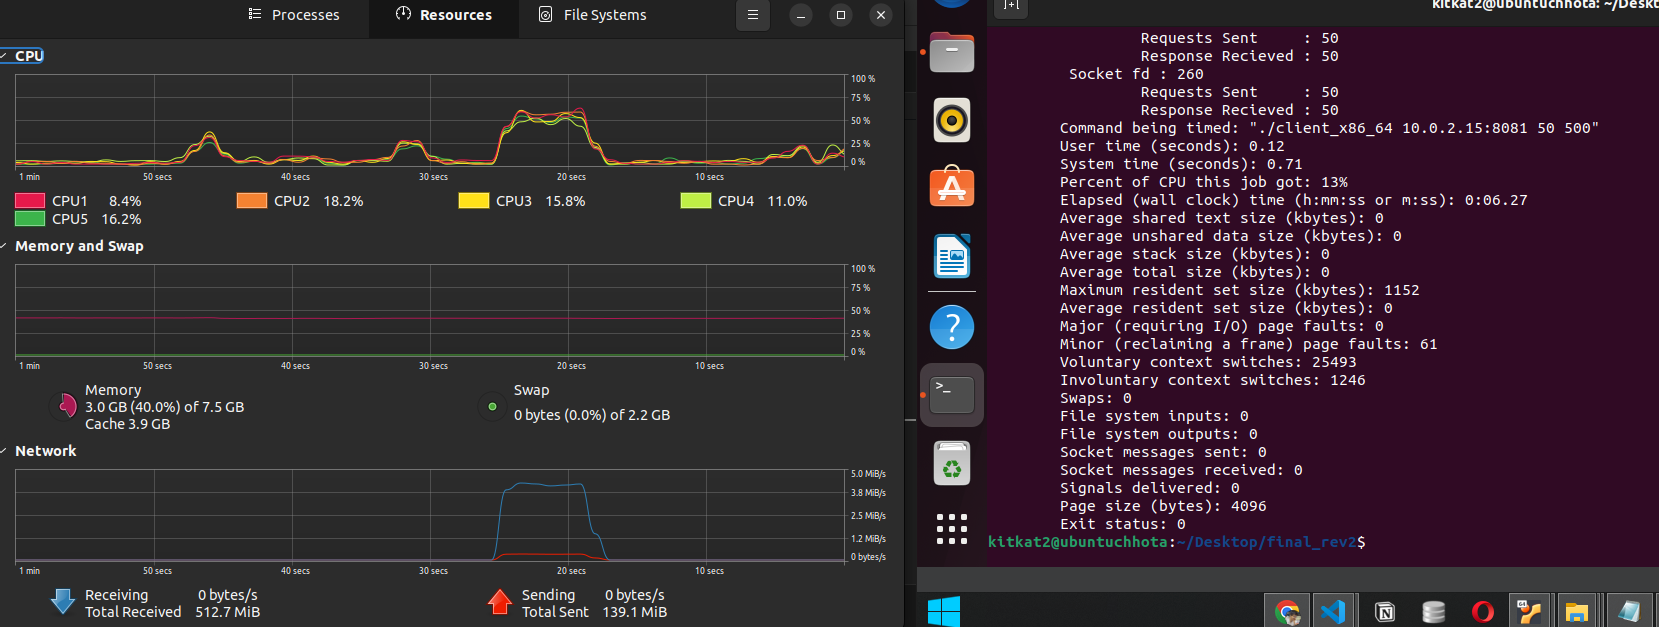 Processes
Resources
File Systems
CPU
100 %
75 %
50 %
25 %
0 %
1 min
50 secs
40 secs
30 secs
20 secs
10 secs
CPU1 8.4%
CPU2 18.2%
CPU3 15.8%
CPU4 11.0%
CPU5 16.2%
Memory and Swap
100 %
75 %
50 %
25 %
0 %
1 min
50 secs
40 secs
30 secs
20 secs
10 secs
Memory
3.0 GB (40.0%) of 7.5 GB
Cache 3.9 GB
Swap
0 bytes (0.0%) of 2.2 GB
Network
5.0 MiB/s
3.8 MiB/s
2.5 MiB/s
1.2 MiB/s
0 bytes/s
1 min
50 secs
40 secs
30 secs
20 secs
10 secs
Receiving 0 bytes/s
Total Received 512.7 MiB
Sending 0 bytes/s
Total Sent 139.1 MiB
kitkat2@ubuntuchhota: ~/Deskt
Requests Sent : 50
Response Recieved : 50
Socket fd : 260
Requests Sent : 50
Response Recieved : 50
Command being timed: "./client_x86_64 10.0.2.15:8081 50 500"
User time (seconds): 0.12
System time (seconds): 0.71
Percent of CPU this job got: 13%
Elapsed (wall clock) time (h:mm:ss or m:ss): 0:06.27
Average shared text size (kbytes): 0
Average unshared data size (kbytes): 0
Average stack size (kbytes): 0
Average total size (kbytes): 0
Maximum resident set size (kbytes): 1152
Average resident set size (kbytes): 0
Major (requiring I/O) page faults: 0
Minor (reclaiming a frame) page faults: 61
Voluntary context switches: 25493
Involuntary context switches: 1246
Swaps: 0
File system inputs: 0
File system outputs: 0
Socket messages sent: 0
Socket messages received: 0
Signals delivered: 0
Page size (bytes): 4096
Exit status: 0
kitkat2@ubuntuchhota:~/Desktop/final_rev2$
64